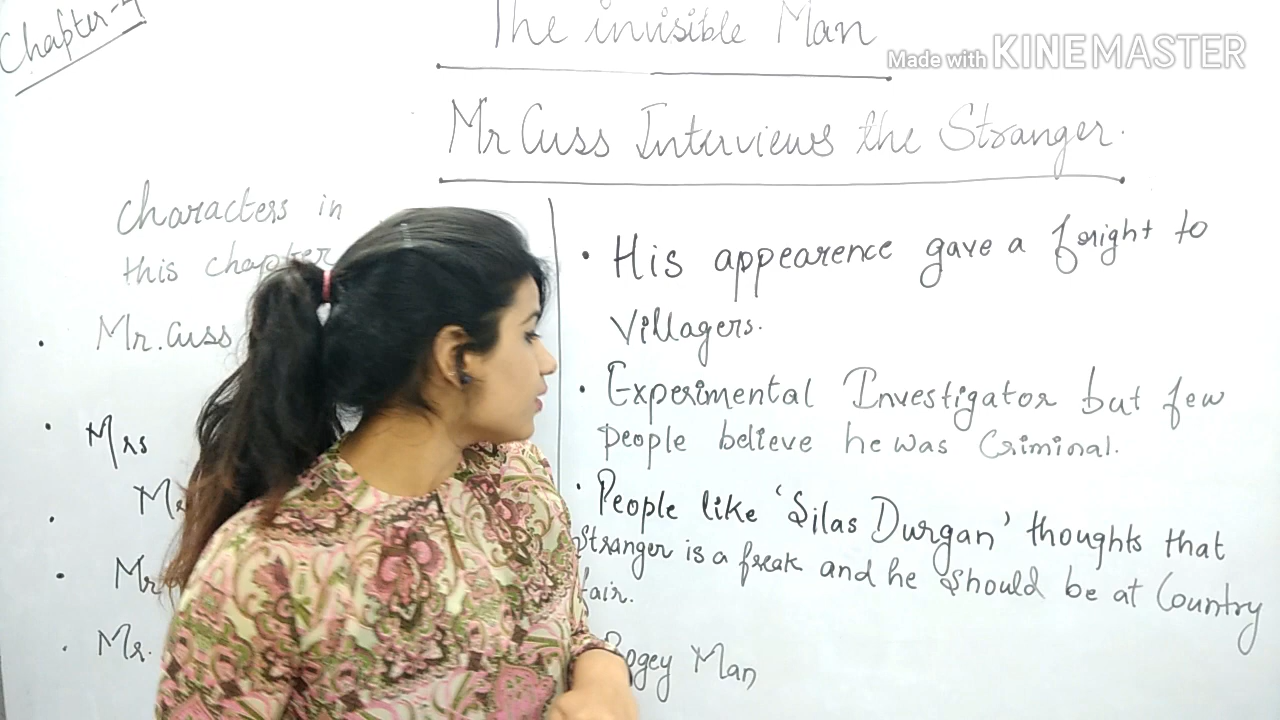 Chapter-4
The invisible Man
Made with KINEMASTER
Mr Cuss Interviews the Stranger.
Characters in
this chapter
• Mr. Cuss
• Mrs
•
• Mr
• Mr.
• His appearence gave a fright to
Villagers.
• Experimental Investigator but few
people believe he was Criminal.
• People like 'Silas Durgan' thoughts that
Stranger is a freak and he should be at Country
fair.
Bogey Man